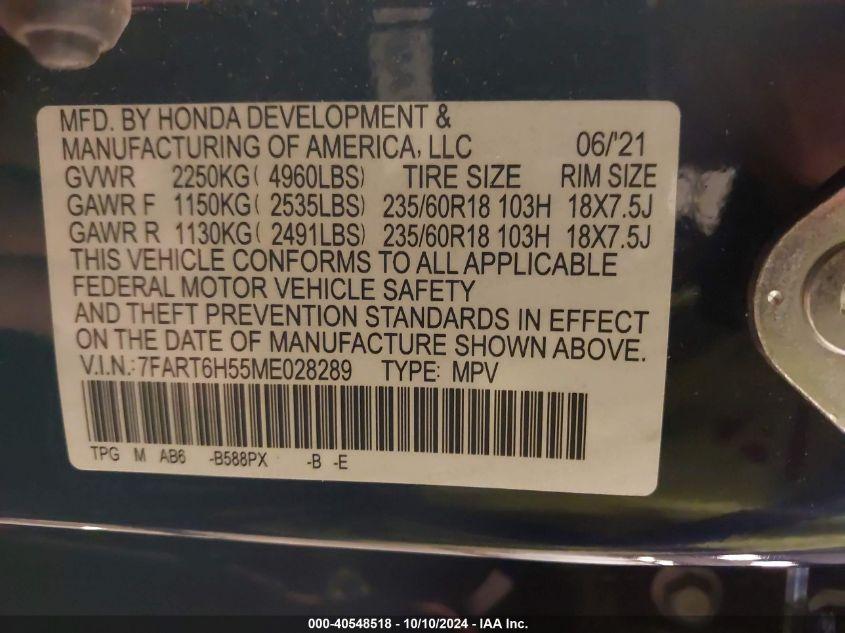 MFD. BY HONDA DEVELOPMENT &
MANUFACTURING OF AMERICA, LLC 06/'21
GVWR 2250KG( 4960LBS) TIRE SIZE RIM SIZE
GAWR F 1150KG( 2535LBS) 235/60R18 103H 18X7.5J
GAWR R 1130KG( 2491LBS) 235/60R18 103H 18X7.5J
THIS VEHICLE CONFORMS TO ALL APPLICABLE
FEDERAL MOTOR VEHICLE SAFETY
AND THEFT PREVENTION STANDARDS IN EFFECT
ON THE DATE OF MANUFACTURE SHOWN ABOVE.
V.I.N.:7FART6H55ME028289 TYPE: MPV
TPG M AB6 -B588PX -B -E
000-40548518 - 10/10/2024 - IAA Inc.